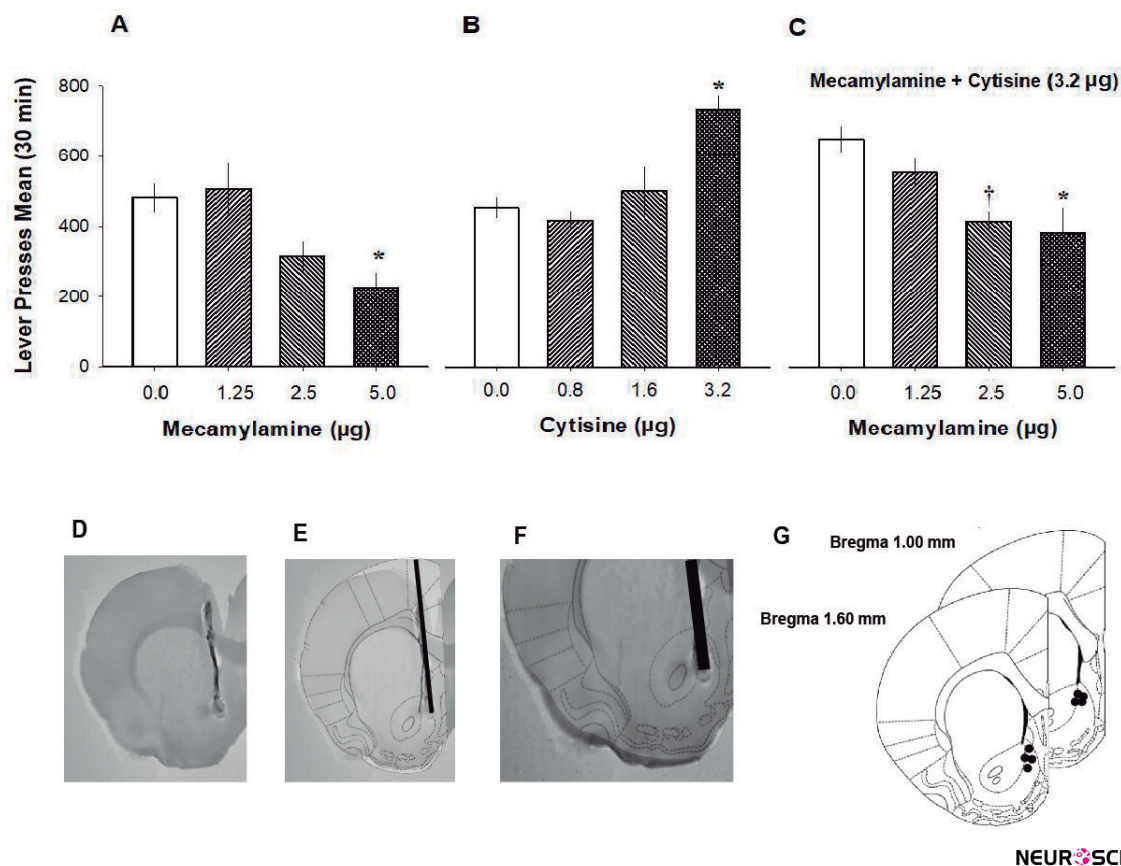 A
B
C
Mecamylamine + Cytisine (3.2 µg)
Lever Presses Mean (30 min)
800
600
400
200
0
*
*
†
*
0.0 1.25 2.5 5.0
0.0 0.8 1.6 3.2
0.0 1.25 2.5 5.0
Mecamylamine (µg)
Cytisine (µg)
Mecamylamine (µg)
D
E
F
G
Bregma 1.00 mm
Bregma 1.60 mm